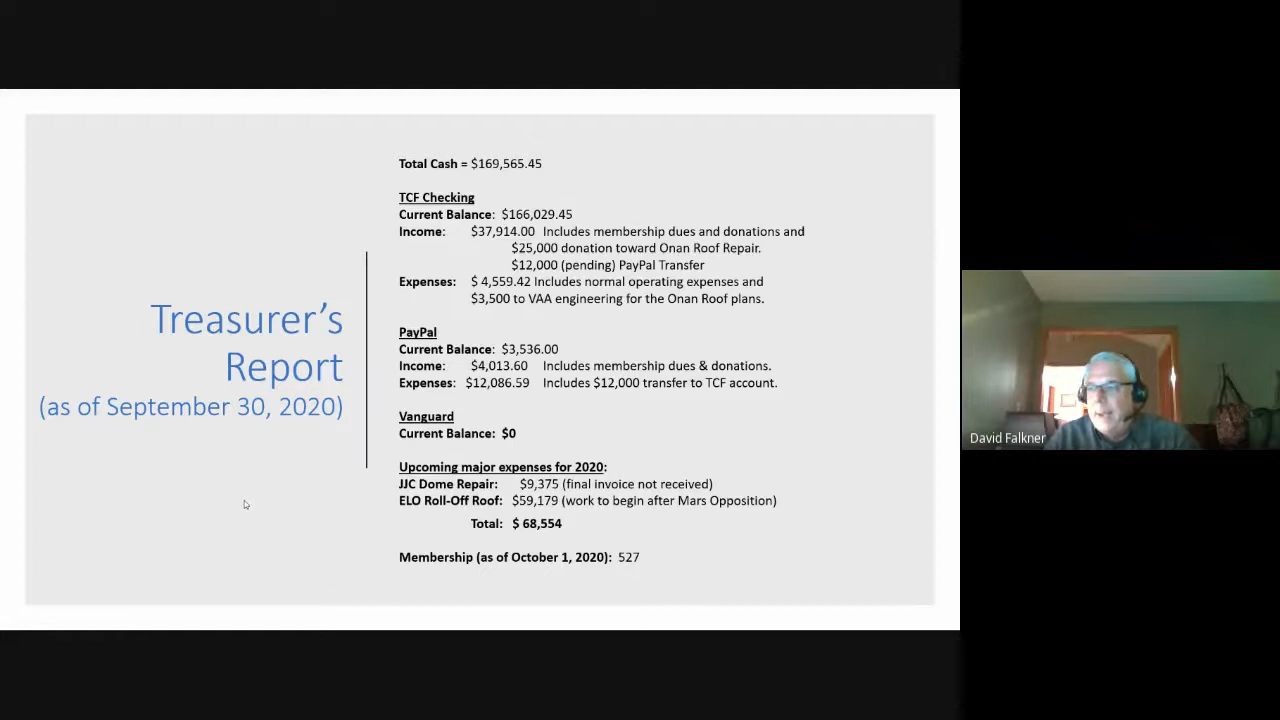 Treasurer's
Report
(as of September 30, 2020)
Total Cash = $169,565.45
TCF Checking
Current Balance: $166,029.45
Income: $37,914.00 Includes membership dues and donations and
$25,000 donation toward Onan Roof Repair.
$12,000 (pending) PayPal Transfer
Expenses: $ 4,559.42 Includes normal operating expenses and
$3,500 to VAA engineering for the Onan Roof plans.
PayPal
Current Balance: $3,536.00
Income: $4,013.60 Includes membership dues & donations.
Expenses: $12,086.59 Includes $12,000 transfer to TCF account.
Vanguard
Current Balance: $0
Upcoming major expenses for 2020:
JJC Dome Repair: $9,375 (final invoice not received)
ELO Roll-Off Roof: $59,179 (work to begin after Mars Opposition)
Total: $ 68,554
Membership (as of October 1, 2020): 527
David Falkner